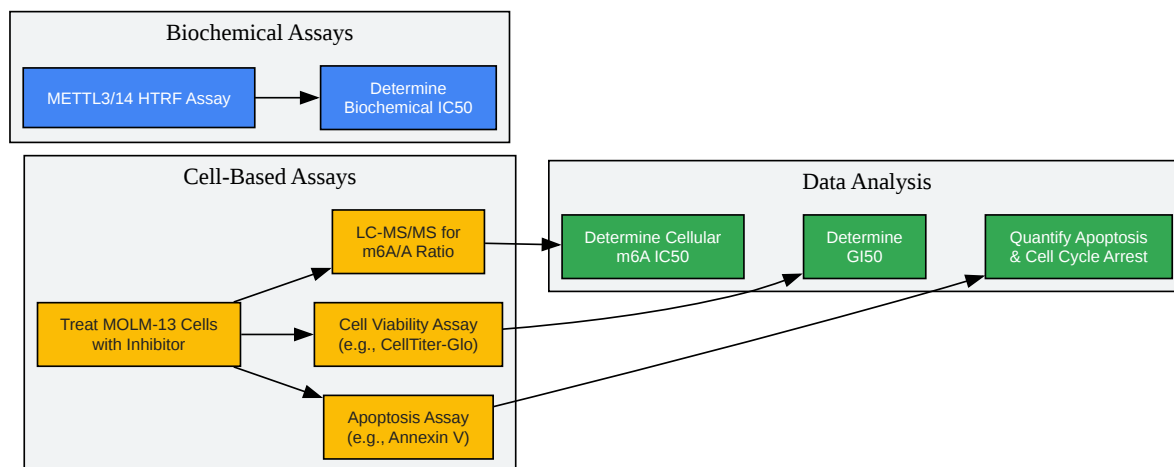 Biochemical Assays
METTL3/14 HTRF Assay
Determine
Biochemical IC50
Cell-Based Assays
Treat MOLM-13 Cells
with Inhibitor
LC-MS/MS for
m6A/A Ratio
Cell Viability Assay
(e.g., CellTiter-Glo)
Apoptosis Assay
(e.g., Annexin V)
Data Analysis
Determine Cellular
m6A IC50
Determine
GI50
Quantify Apoptosis
& Cell Cycle Arrest